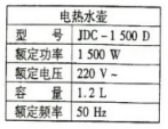 电热水壶
型 号 JDC-1 500 D
额定功率 1 500 W
额定电压 220 V~
容 量 1.2 L
额定频率 50 Hz